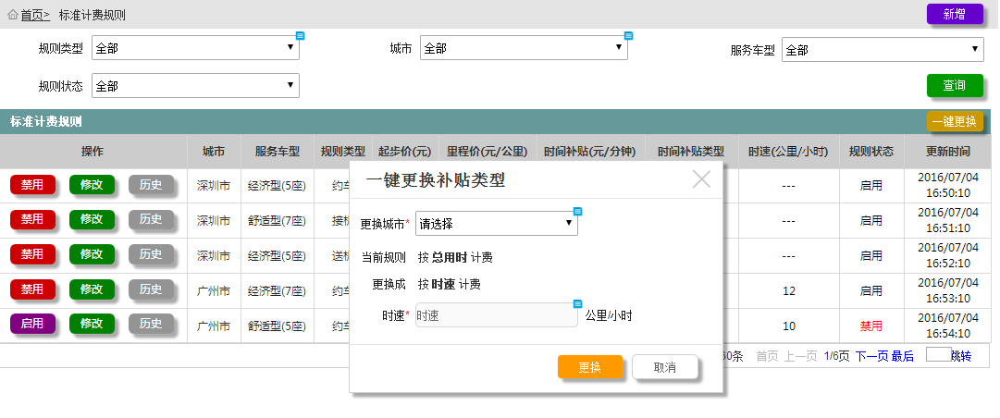 首页> 标准计费规则 新增
规则类型 全部 城市 全部 服务车型 全部
规则状态 全部 查询
标准计费规则 一键更换
操作 城市 服务车型 规则类型 起步价(元) 里程价(元/公里) 时间补贴(元/分钟) 时间补贴类型 时速(公里/小时) 规则状态 更新时间
禁用 修改 历史 深圳市 经济型(5座) 约车 --- 启用 2016/07/04 16:50:10
禁用 修改 历史 深圳市 舒适型(7座) 接机 --- 启用 2016/07/04 16:51:10
禁用 修改 历史 深圳市 经济型(5座) 送机 --- 启用 2016/07/04 16:52:10
禁用 修改 历史 广州市 经济型(7座) 约车 12 启用 2016/07/04 16:53:10
启用 修改 历史 广州市 舒适型(5座) 约车 10 禁用 2016/07/04 16:54:10
一键更换补贴类型
更换城市* 请选择
当前规则 按 总用时 计费
更换成 按 时速 计费
时速* 时速 公里/小时
更换 取消
条 首页 上一页 1/6页 下一页 最后 跳转